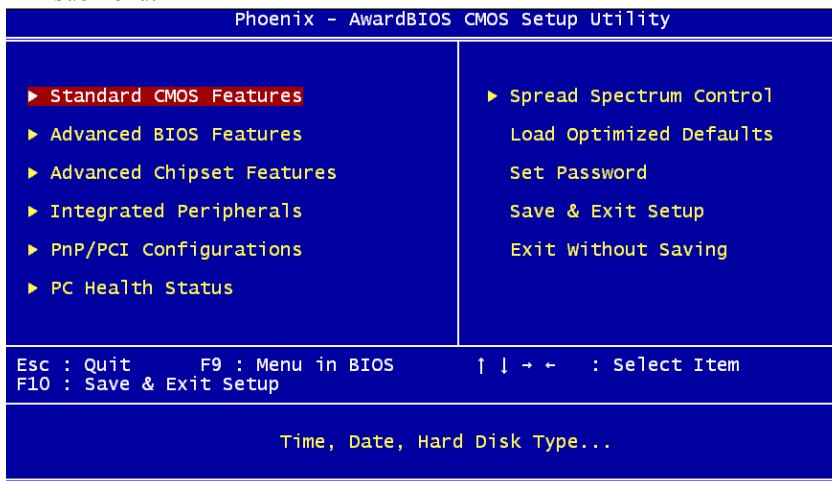 Phoenix - AwardBIOS CMOS Setup Utility
▶ Standard CMOS Features
▶ Advanced BIOS Features
▶ Advanced Chipset Features
▶ Integrated Peripherals
▶ PnP/PCI Configurations
▶ PC Health Status
▶ Spread Spectrum Control
Load Optimized Defaults
Set Password
Save & Exit Setup
Exit Without Saving
Esc : Quit F9 : Menu in BIOS ↑ ↓ → ← : Select Item
F10 : Save & Exit Setup
Time, Date, Hard Disk Type...